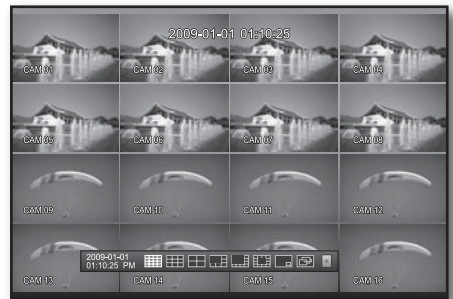 2009-01-01 01:10:25
CAM 01 CAM 02 CAM 03 CAM 04
CAM 05 CAM 06 CAM 07 CAM 08
CAM 09 CAM 10 CAM 11 CAM 12
2009-01-01
01:10:25 PM
CAM 13 CAM 14 CAM 15 CAM 16